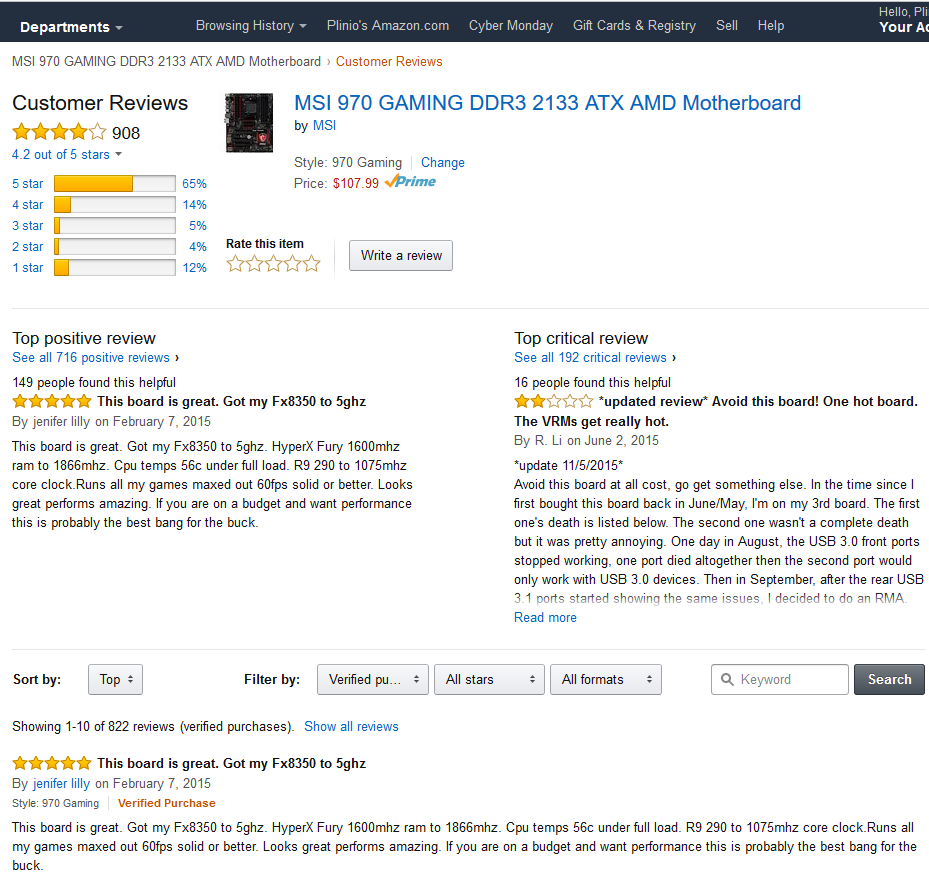 Departments
Browsing History
Plinio's Amazon.com
Cyber Monday
Gift Cards & Registry
Sell
Help
Hello, Pli
Your Ac
MSI 970 GAMING DDR3 2133 ATX AMD Motherboard › Customer Reviews
Customer Reviews
908
4.2 out of 5 stars
5 star 65%
4 star 14%
3 star 5%
2 star 4%
1 star 12%
MSI 970 GAMING DDR3 2133 ATX AMD Motherboard
by MSI
Style: 970 Gaming | Change
Price: $107.99 Prime
Rate this item
Write a review
Top positive review
See all 716 positive reviews ›
149 people found this helpful
This board is great. Got my Fx8350 to 5ghz
By jenifer lilly on February 7, 2015
This board is great. Got my Fx8350 to 5ghz. HyperX Fury 1600mhz
ram to 1866mhz. Cpu temps 56c under full load. R9 290 to 1075mhz
core clock.Runs all my games maxed out 60fps solid or better. Looks
great performs amazing. If you are on a budget and want performance
this is probably the best bang for the buck.
Top critical review
See all 192 critical reviews ›
16 people found this helpful
*updated review* Avoid this board! One hot board.
The VRMs get really hot.
By R. Li on June 2, 2015
*update 11/5/2015*
Avoid this board at all cost, go get something else. In the time since I
first bought this board back in June/May, I'm on my 3rd board. The first
one's death is listed below. The second one wasn't a complete death
but it was pretty annoying. One day in August, the USB 3.0 front ports
stopped working, one port died altogether then the second port would
only work with USB 3.0 devices. Then in September, after the rear USB
3.1 ports started showing the same issues, I decided to do an RMA.
Read more
Sort by: Top
Filter by: Verified pu... All stars All formats
Keyword
Search
Showing 1-10 of 822 reviews (verified purchases). Show all reviews
This board is great. Got my Fx8350 to 5ghz
By jenifer lilly on February 7, 2015
Style: 970 Gaming | Verified Purchase
This board is great. Got my Fx8350 to 5ghz. HyperX Fury 1600mhz ram to 1866mhz. Cpu temps 56c under full load. R9 290 to 1075mhz core clock.Runs all
my games maxed out 60fps solid or better. Looks great performs amazing. If you are on a budget and want performance this is probably the best bang for the
buck.